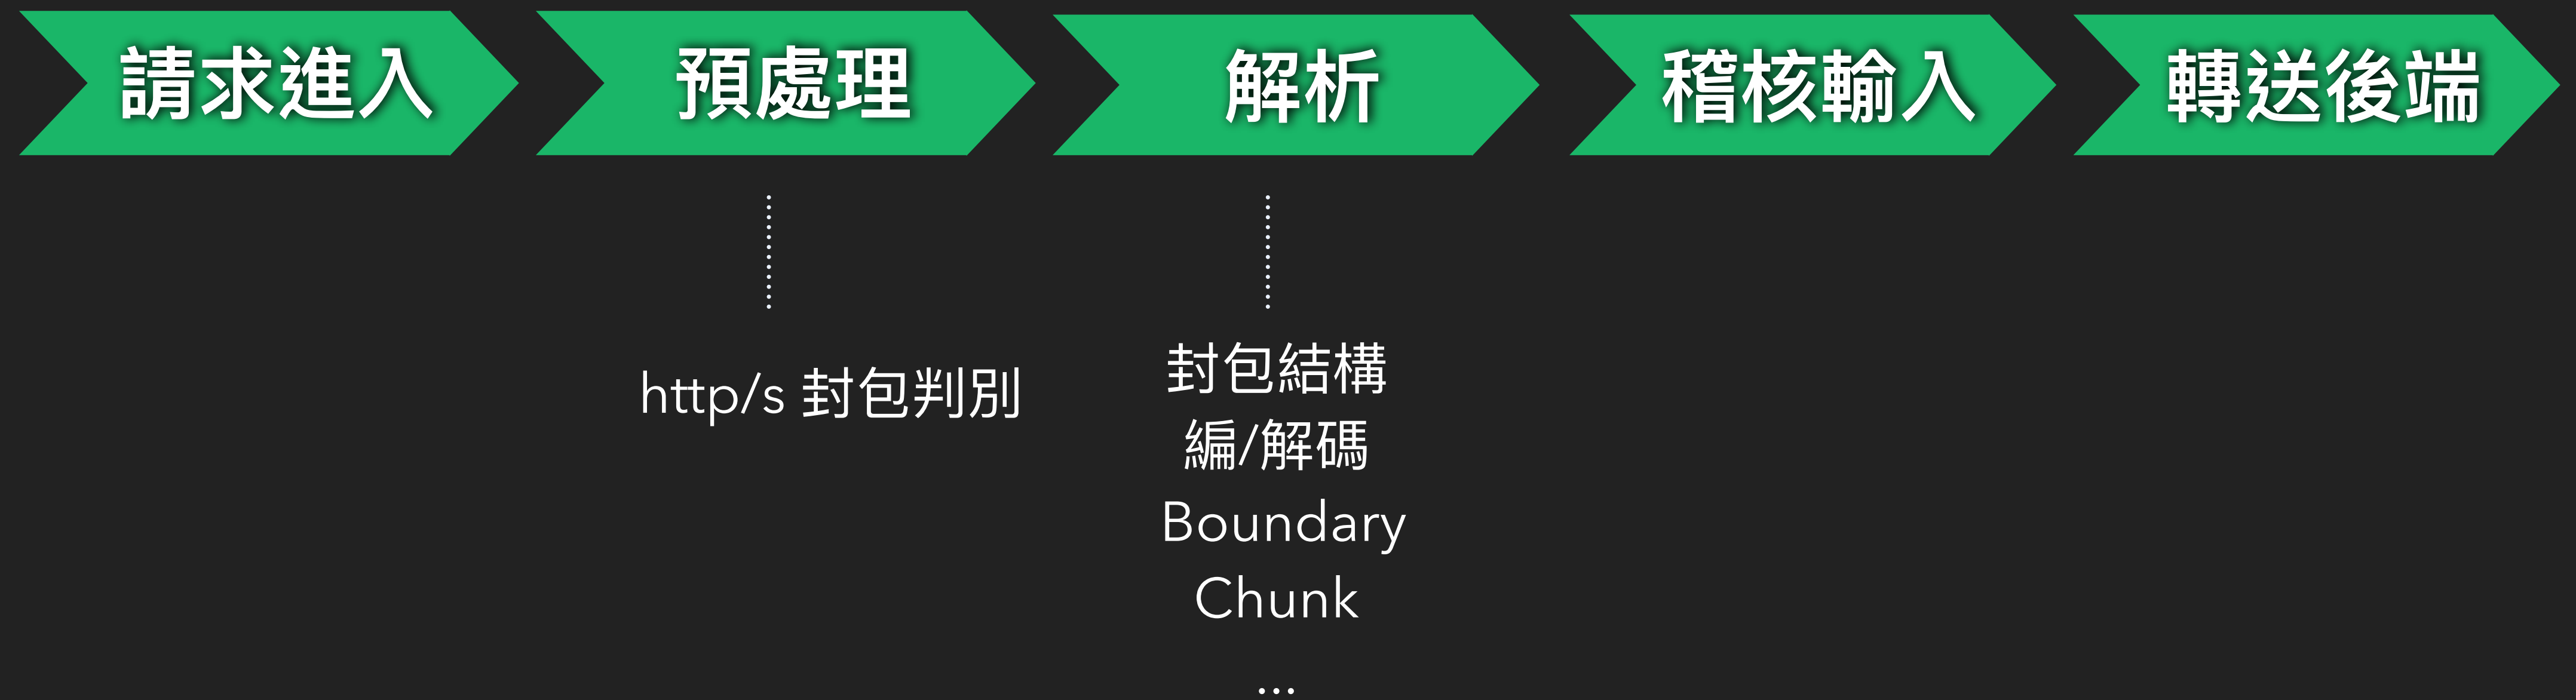 請求進入
預處理
解析
稽核輸入
轉送後端
http/s 封包判別
封包結構
編/解碼
Boundary
Chunk
...